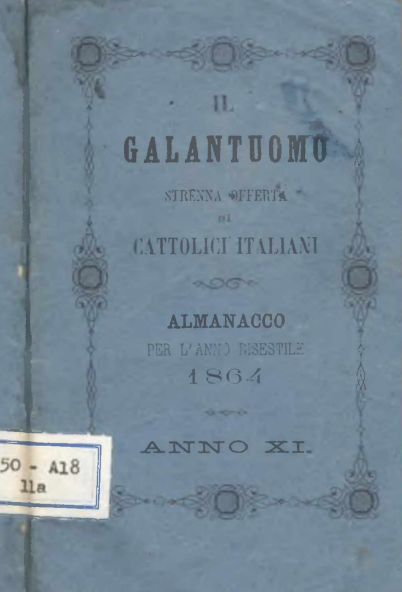 IL
GALANTUOMO
STRENNA OFFERTA
AI
CATTOLICI ITALIANI
ALMANACCO
PER L'ANNO BISESTILE
1864
ANNO XI.
50 - A18
11a